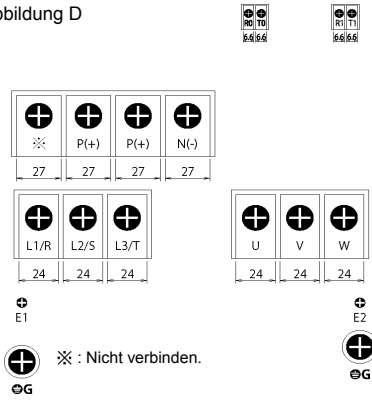 bbildung D
R0 T0 R1 T1
6.6 6.6 6.6 6.6
※ P(+) P(+) N(-)
27 27 27 27
L1/R L2/S L3/T U V W
24 24 24 24 24 24
E1 E2
※ : Nicht verbinden.
G G